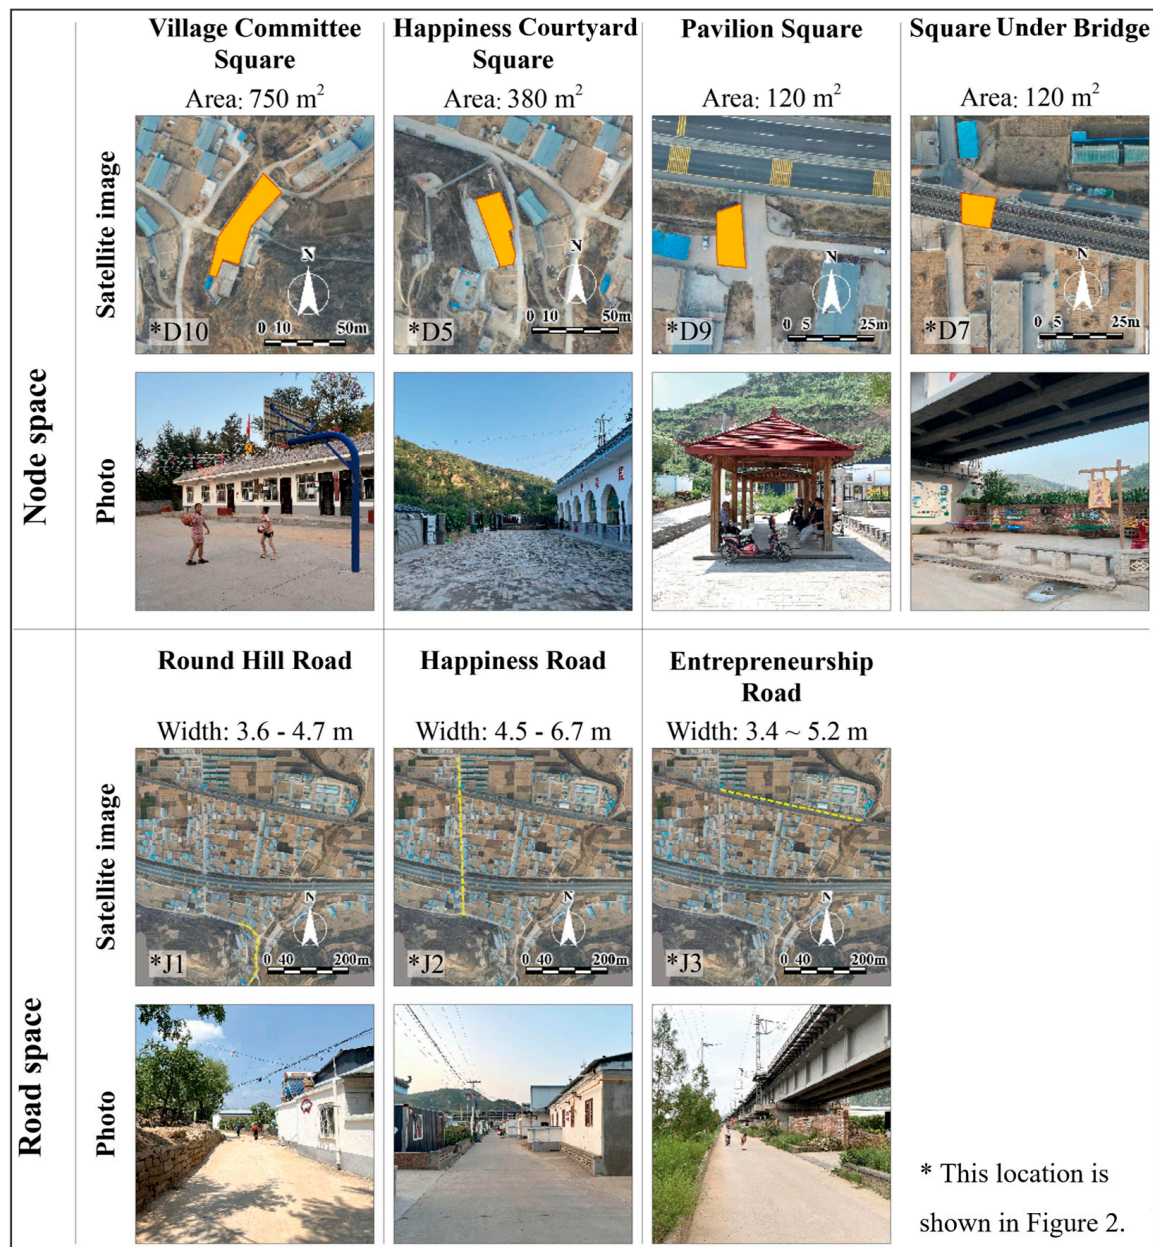 Village Committee
Square
Area: 750 m²
Happiness Courtyard
Square
Area: 380 m²
Pavilion Square
Area: 120 m²
Square Under Bridge
Area: 120 m²
Node space
Satellite image
N
*D10
0 10 50m
N
*D5
0 10 50m
N
*D9
0 5 25m
N
*D7
0 5 25m
Photo
Round Hill Road
Width: 3.6 - 4.7 m
Happiness Road
Width: 4.5 - 6.7 m
Entrepreneurship
Road
Width: 3.4 ~ 5.2 m
Road space
Satellite image
N
*J1
0 40 200m
N
*J2
0 40 200m
N
*J3
0 40 200m
Photo
* This location is
shown in Figure 2.